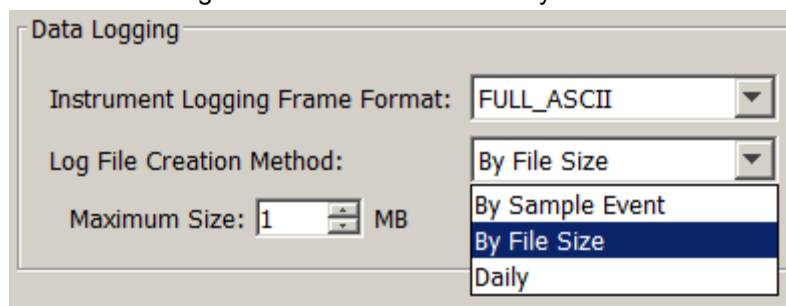 Data Logging
Instrument Logging Frame Format: FULL_ASCII
Log File Creation Method: By File Size
Maximum Size: 1 MB
By Sample Event
By File Size
Daily